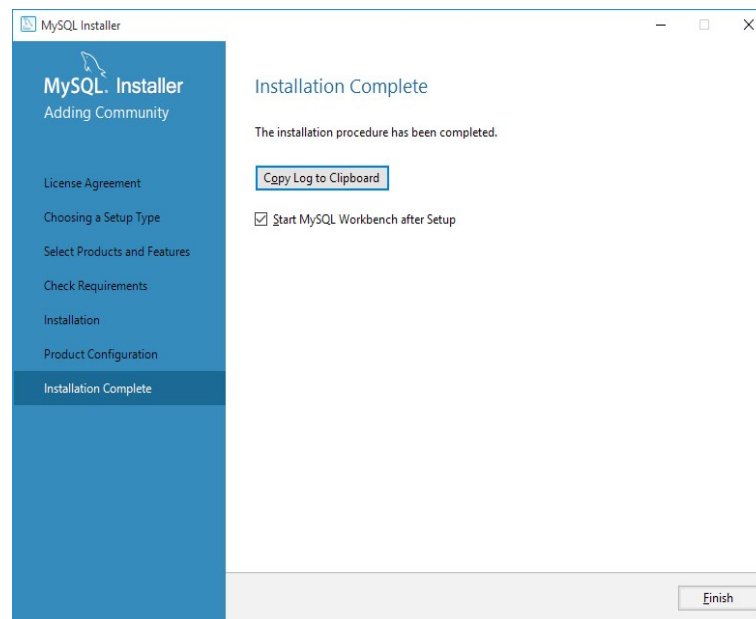 MySQL Installer
MySQL. Installer
Adding Community
License Agreement
Choosing a Setup Type
Select Products and Features
Check Requirements
Installation
Product Configuration
Installation Complete
Installation Complete
The installation procedure has been completed.
Copy Log to Clipboard
Start MySQL Workbench after Setup
Finish